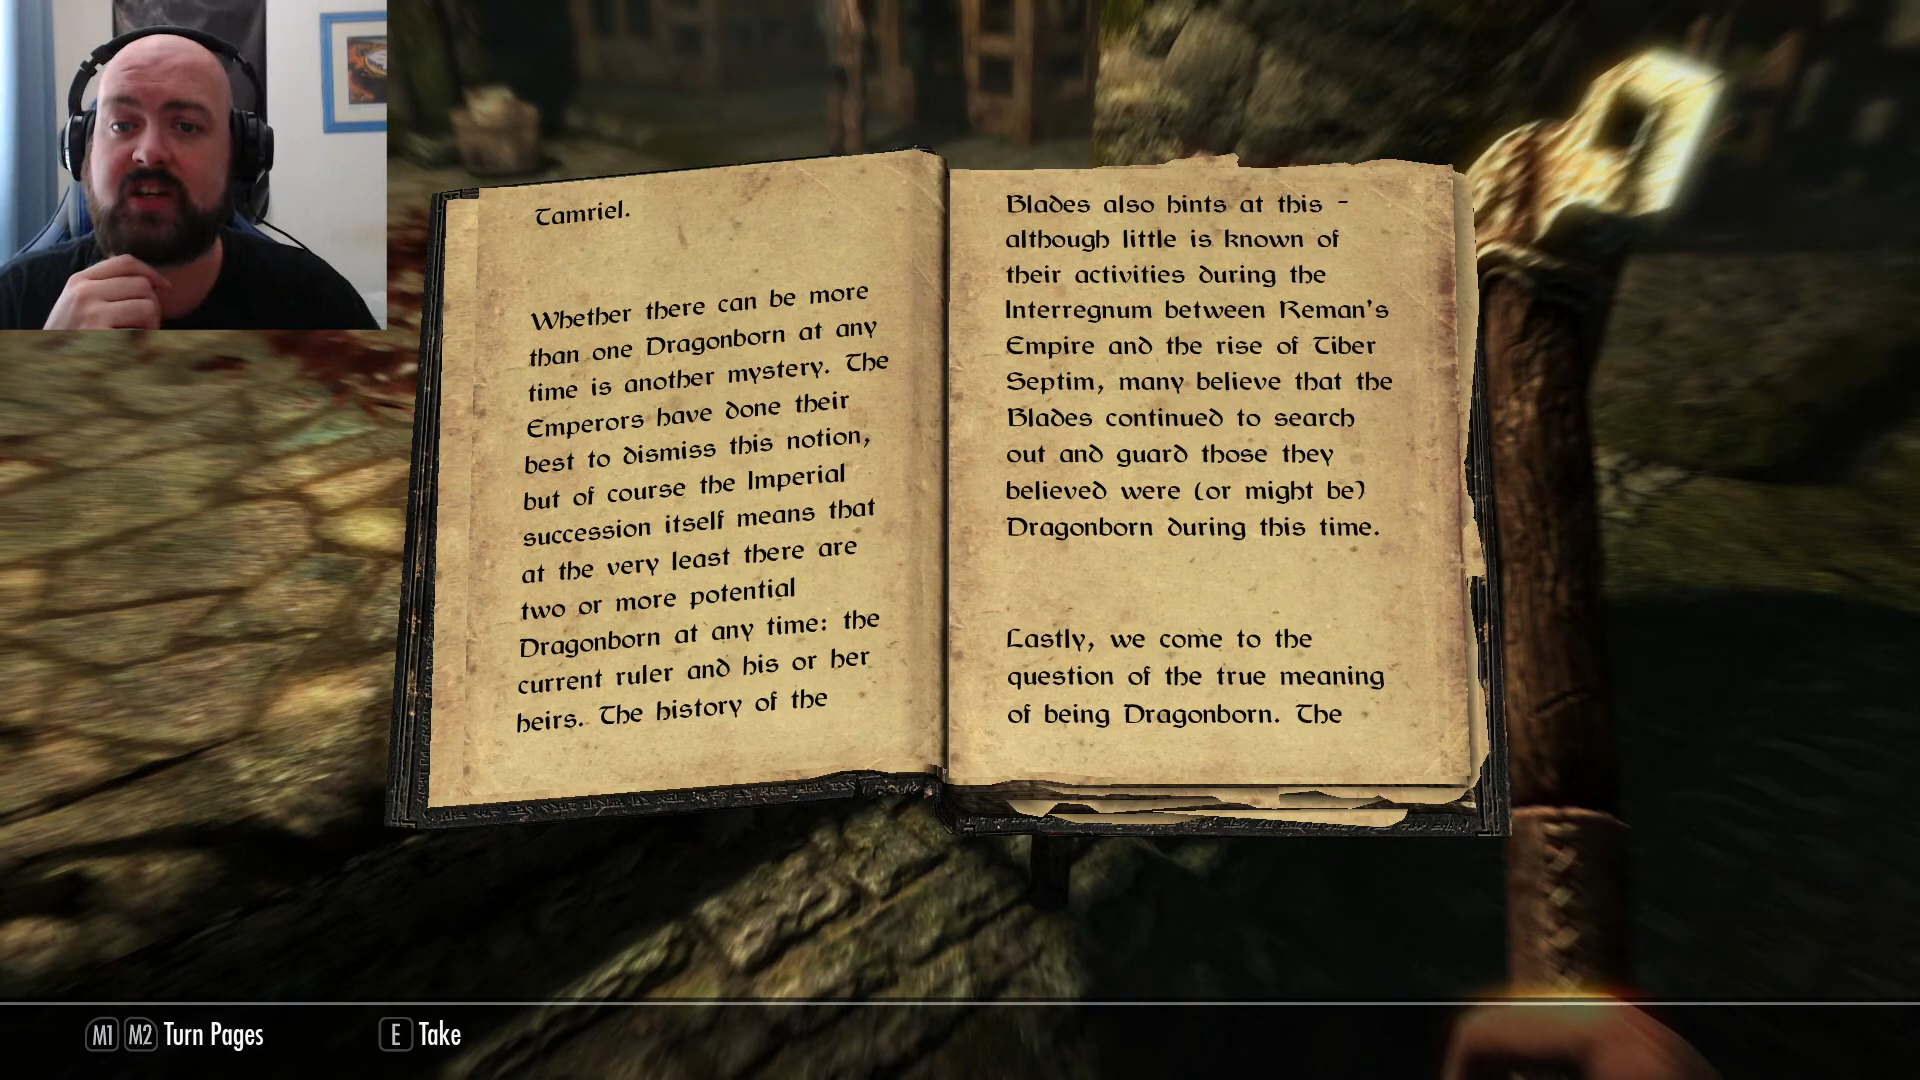 Tamriel.
Whether there can be more
than one Dragonborn at any
time is another mystery. The
Emperors have done their
best to dismiss this notion,
but of course the Imperial
succession itself means that
at the very least there are
two or more potential
Dragonborn at any time: the
current ruler and his or her
heirs. The history of the
Blades also hints at this -
although little is known of
their activities during the
Interregnum between Reman's
Empire and the rise of Tiber
Septim, many believe that the
Blades continued to search
out and guard those they
believed were (or might be)
Dragonborn during this time.
Lastly, we come to the
question of the true meaning
of being Dragonborn. The
M1 M2 Turn Pages
E Take